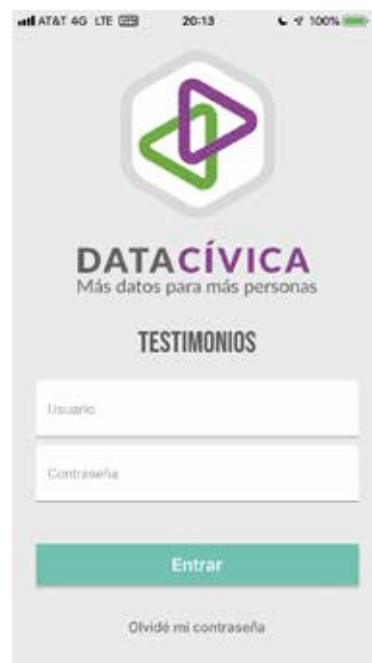 AT&T 4G LTE 20:13 100%
DATACÍVICA
Más datos para más personas
TESTIMONIOS
Usuario
Contraseña
Entrar
Olvidé mi contraseña